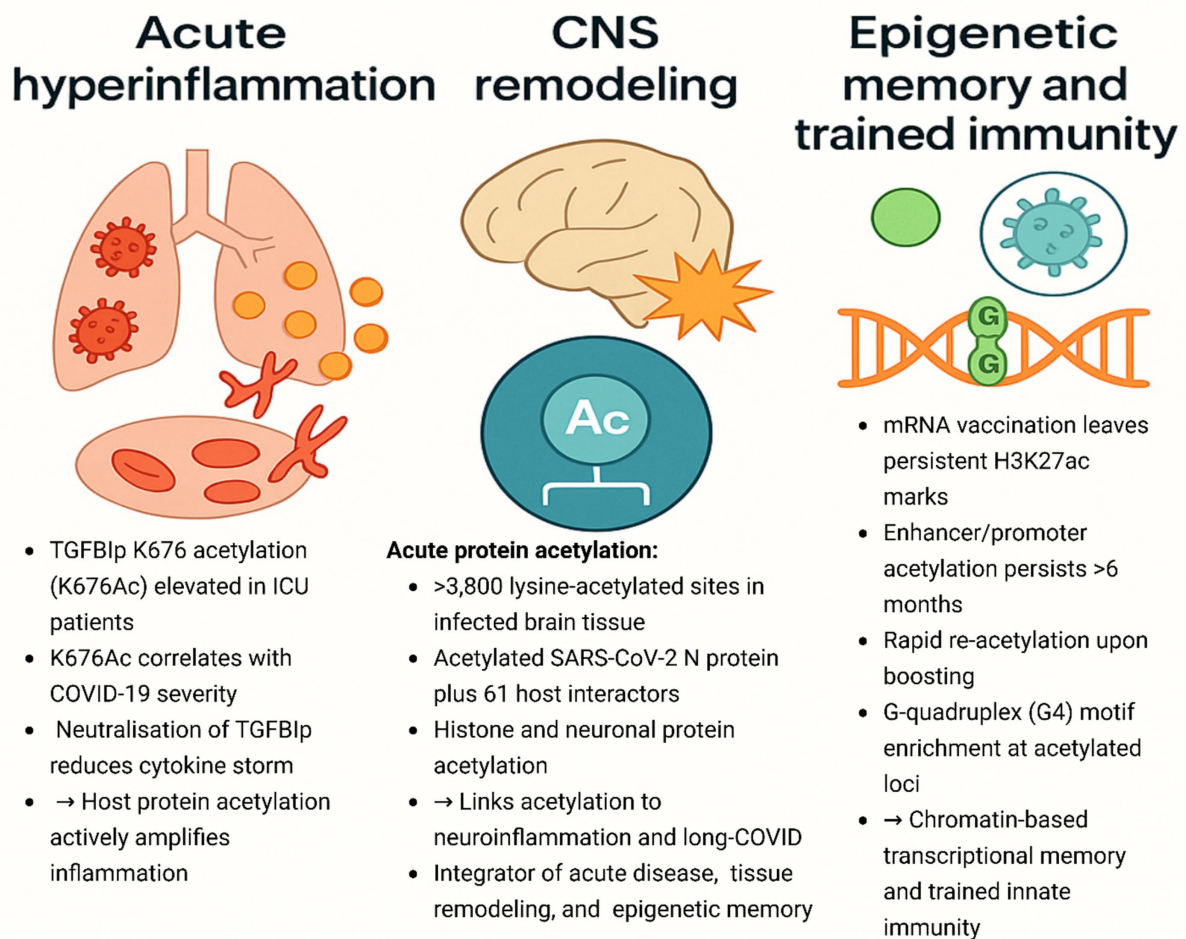 Acute
hyperinflammation
TGFBIp K676 acetylation
(K676Ac) elevated in ICU
patients
K676Ac correlates with
COVID-19 severity
Neutralisation of TGFBIp
reduces cytokine storm
→ Host protein acetylation
actively amplifies
inflammation
CNS
remodeling
Ac
Acute protein acetylation:
>3,800 lysine-acetylated sites in
infected brain tissue
Acetylated SARS-CoV-2 N protein
plus 61 host interactors
Histone and neuronal protein
acetylation
→ Links acetylation to
neuroinflammation and long-COVID
Integrator of acute disease, tissue
remodeling, and epigenetic memory
Epigenetic
memory and
trained immunity
G
G
mRNA vaccination leaves
persistent H3K27ac
marks
Enhancer/promoter
acetylation persists >6
months
Rapid re-acetylation upon
boosting
G-quadruplex (G4) motif
enrichment at acetylated
loci
→ Chromatin-based
transcriptional memory
and trained innate
immunity